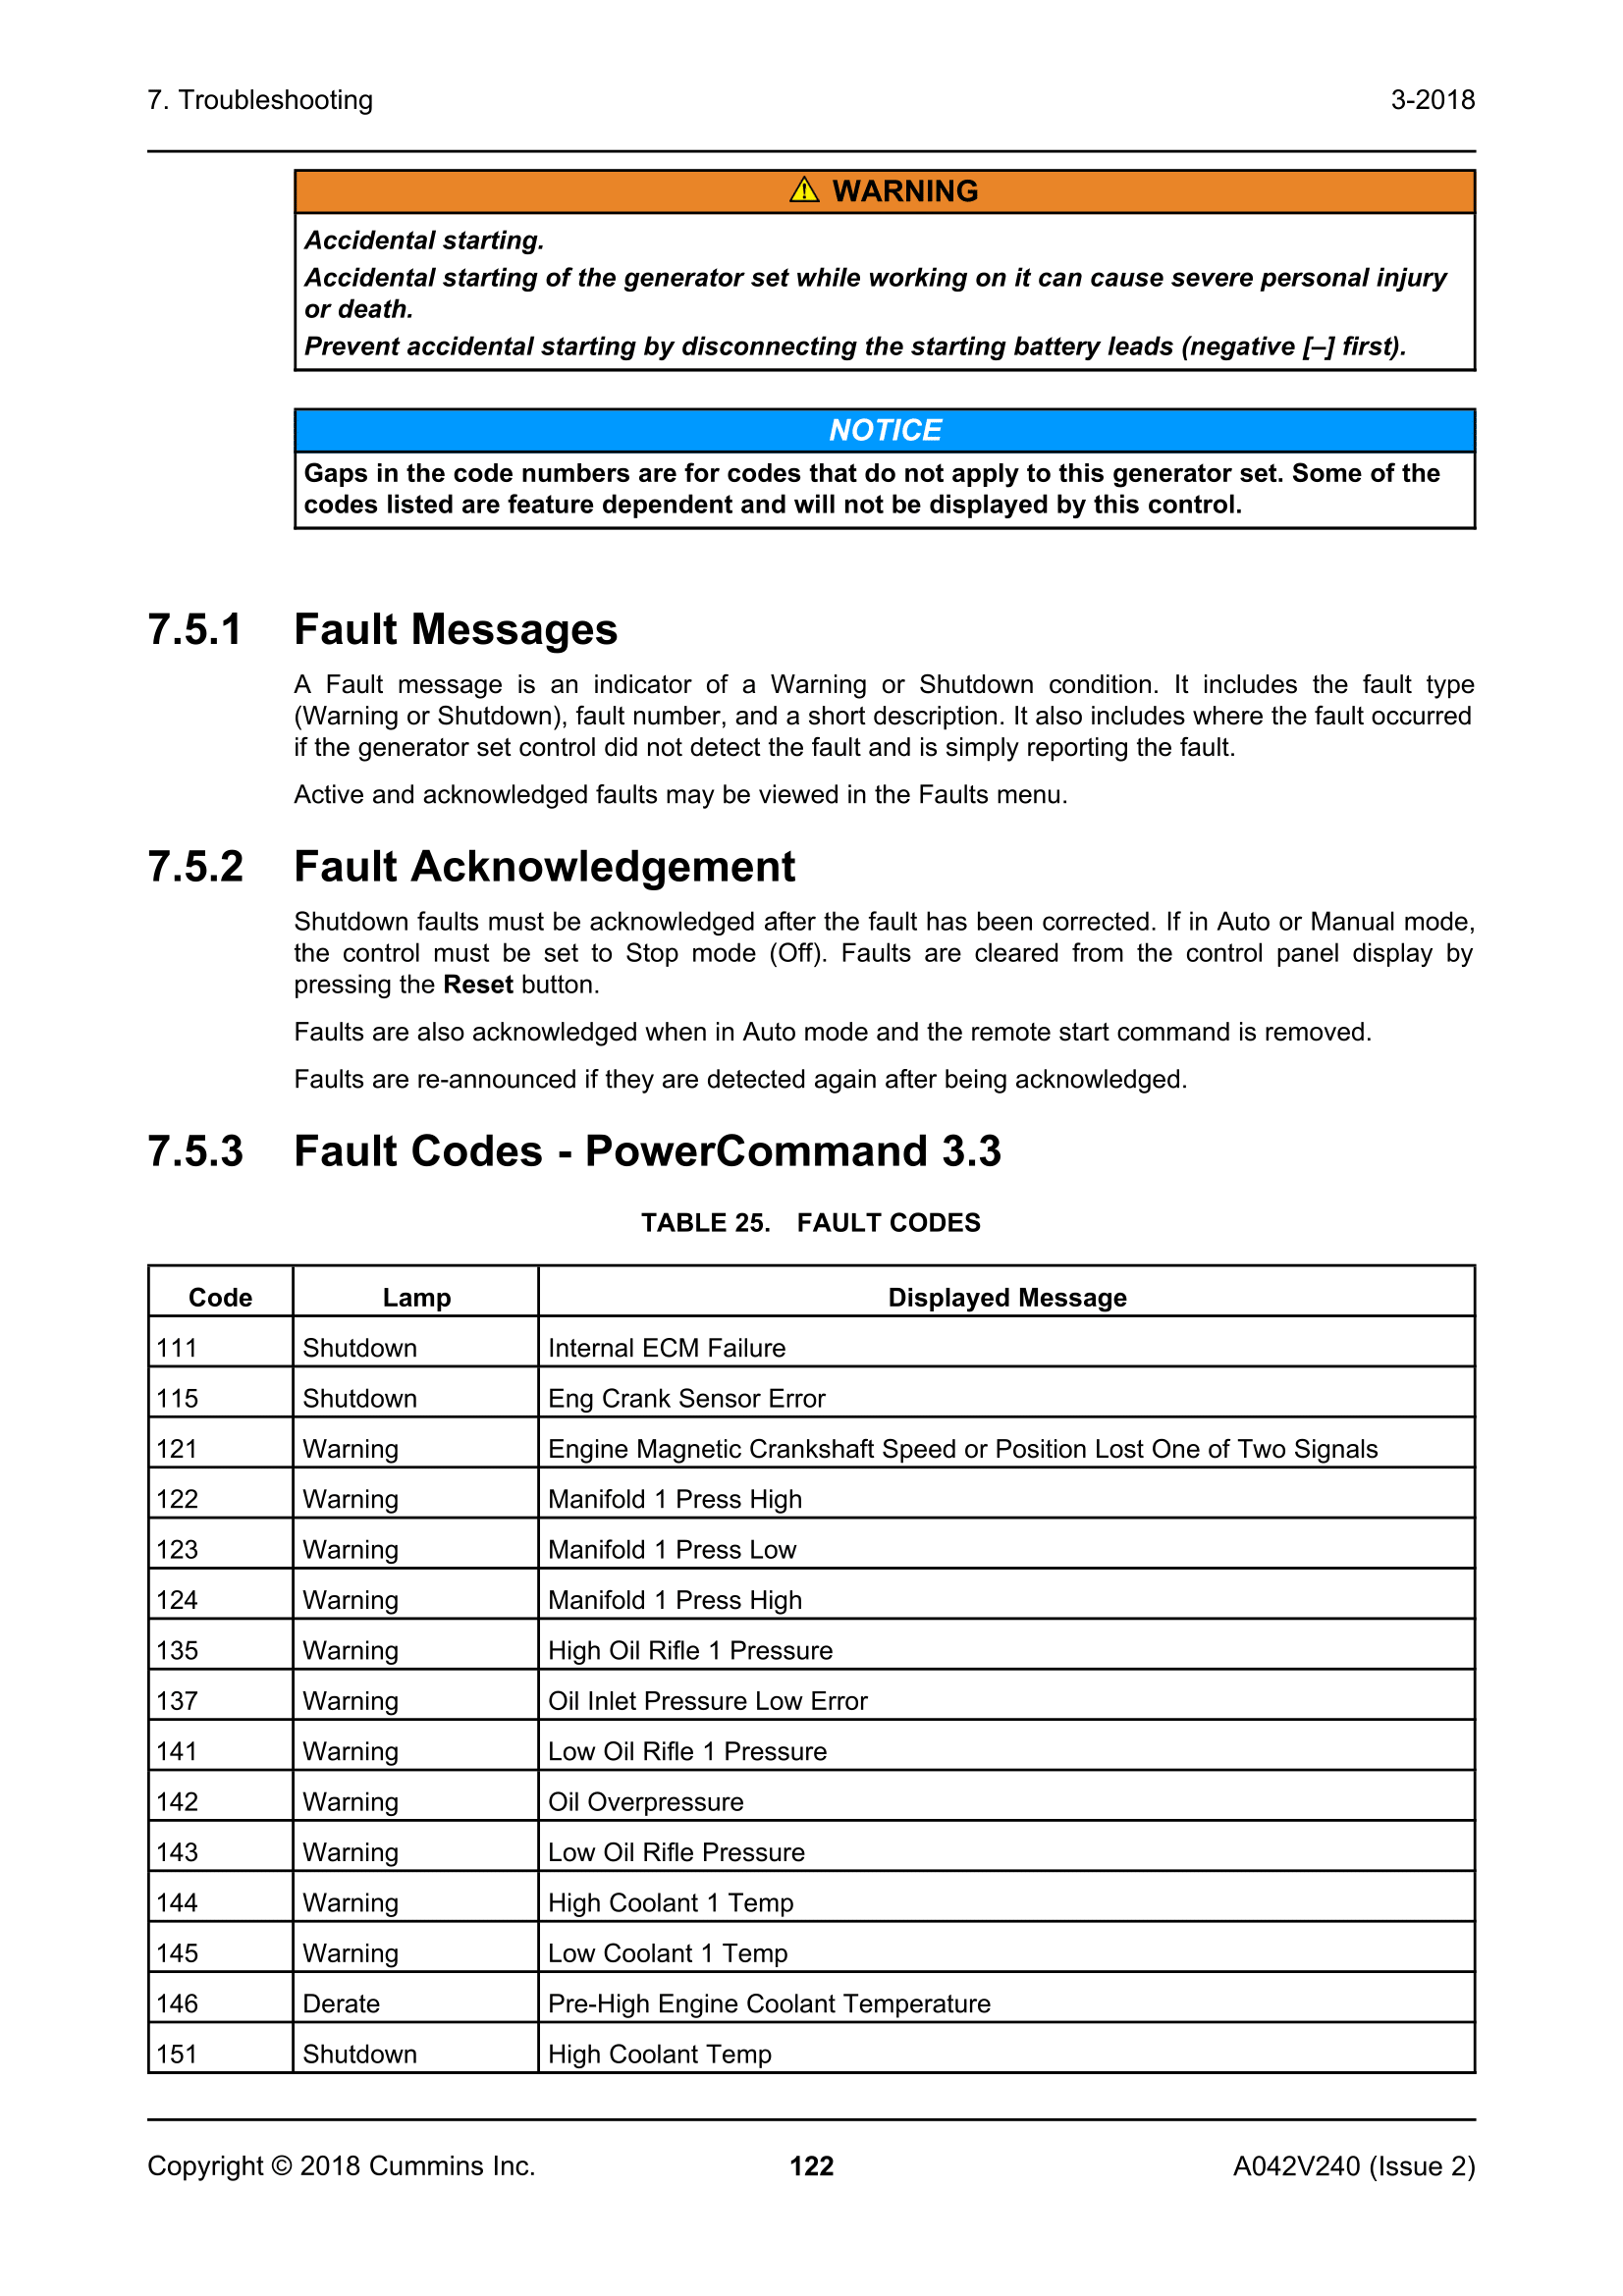 7. Troubleshooting 3-2018
WARNING
Accidental starting.
Accidental starting of the generator set while working on it can cause severe personal injury
or death.
Prevent accidental starting by disconnecting the starting battery leads (negative [–] first).
NOTICE
Gaps in the code numbers are for codes that do not apply to this generator set. Some of the
codes listed are feature dependent and will not be displayed by this control.
7.5.1 Fault Messages
A Fault message is an indicator of a Warning or Shutdown condition. It includes the fault type
(Warning or Shutdown), fault number, and a short description. It also includes where the fault occurred
if the generator set control did not detect the fault and is simply reporting the fault.
Active and acknowledged faults may be viewed in the Faults menu.
7.5.2 Fault Acknowledgement
Shutdown faults must be acknowledged after the fault has been corrected. If in Auto or Manual mode,
the control must be set to Stop mode (Off). Faults are cleared from the control panel display by
pressing the Reset button.
Faults are also acknowledged when in Auto mode and the remote start command is removed.
Faults are re-announced if they are detected again after being acknowledged.
7.5.3 Fault Codes - PowerCommand 3.3
TABLE 25. FAULT CODES
Code Lamp Displayed Message
111 Shutdown Internal ECM Failure
115 Shutdown Eng Crank Sensor Error
121 Warning Engine Magnetic Crankshaft Speed or Position Lost One of Two Signals
122 Warning Manifold 1 Press High
123 Warning Manifold 1 Press Low
124 Warning Manifold 1 Press High
135 Warning High Oil Rifle 1 Pressure
137 Warning Oil Inlet Pressure Low Error
141 Warning Low Oil Rifle 1 Pressure
142 Warning Oil Overpressure
143 Warning Low Oil Rifle Pressure
144 Warning High Coolant 1 Temp
145 Warning Low Coolant 1 Temp
146 Derate Pre-High Engine Coolant Temperature
151 Shutdown High Coolant Temp
Copyright © 2018 Cummins Inc. 122 A042V240 (Issue 2)